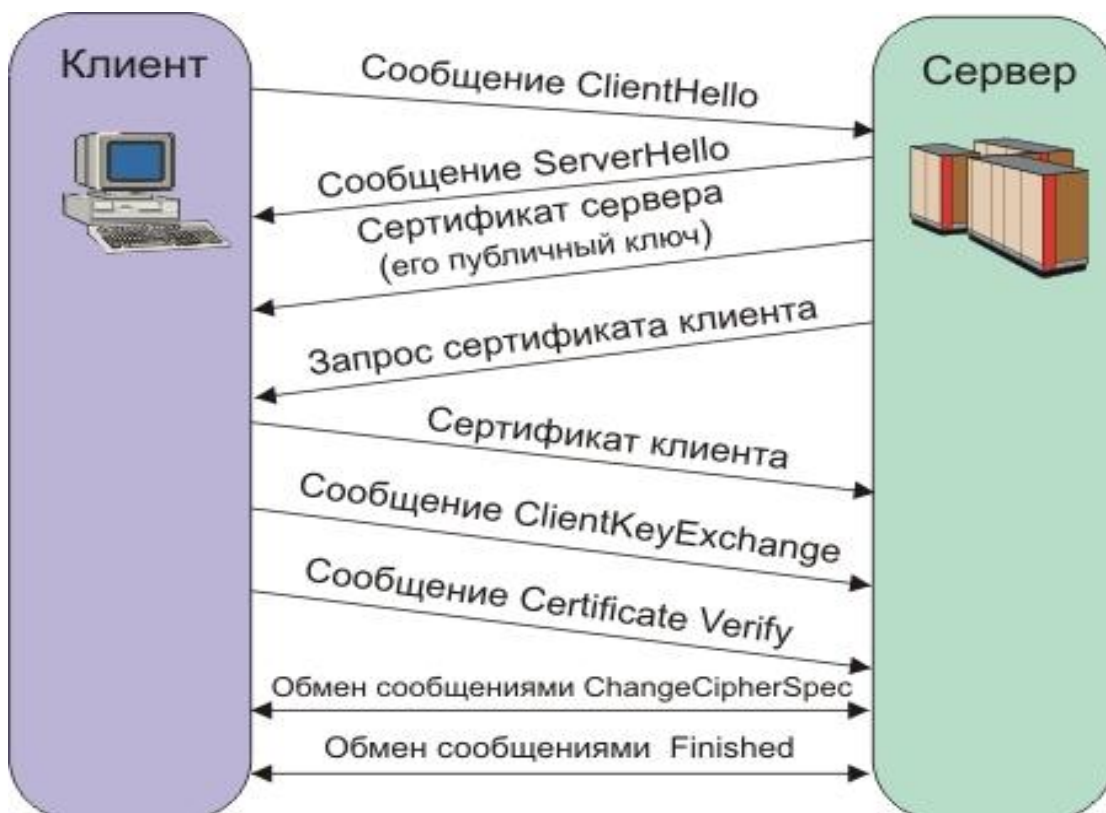 Клиент
Сервер
Сообщение ClientHello
Сообщение ServerHello
Сертификат сервера
(его публичный ключ)
Запрос сертификата клиента
Сертификат клиента
Сообщение ClientKeyExchange
Сообщение Certificate Verify
Обмен сообщениями ChangeCipherSpec
Обмен сообщениями Finished